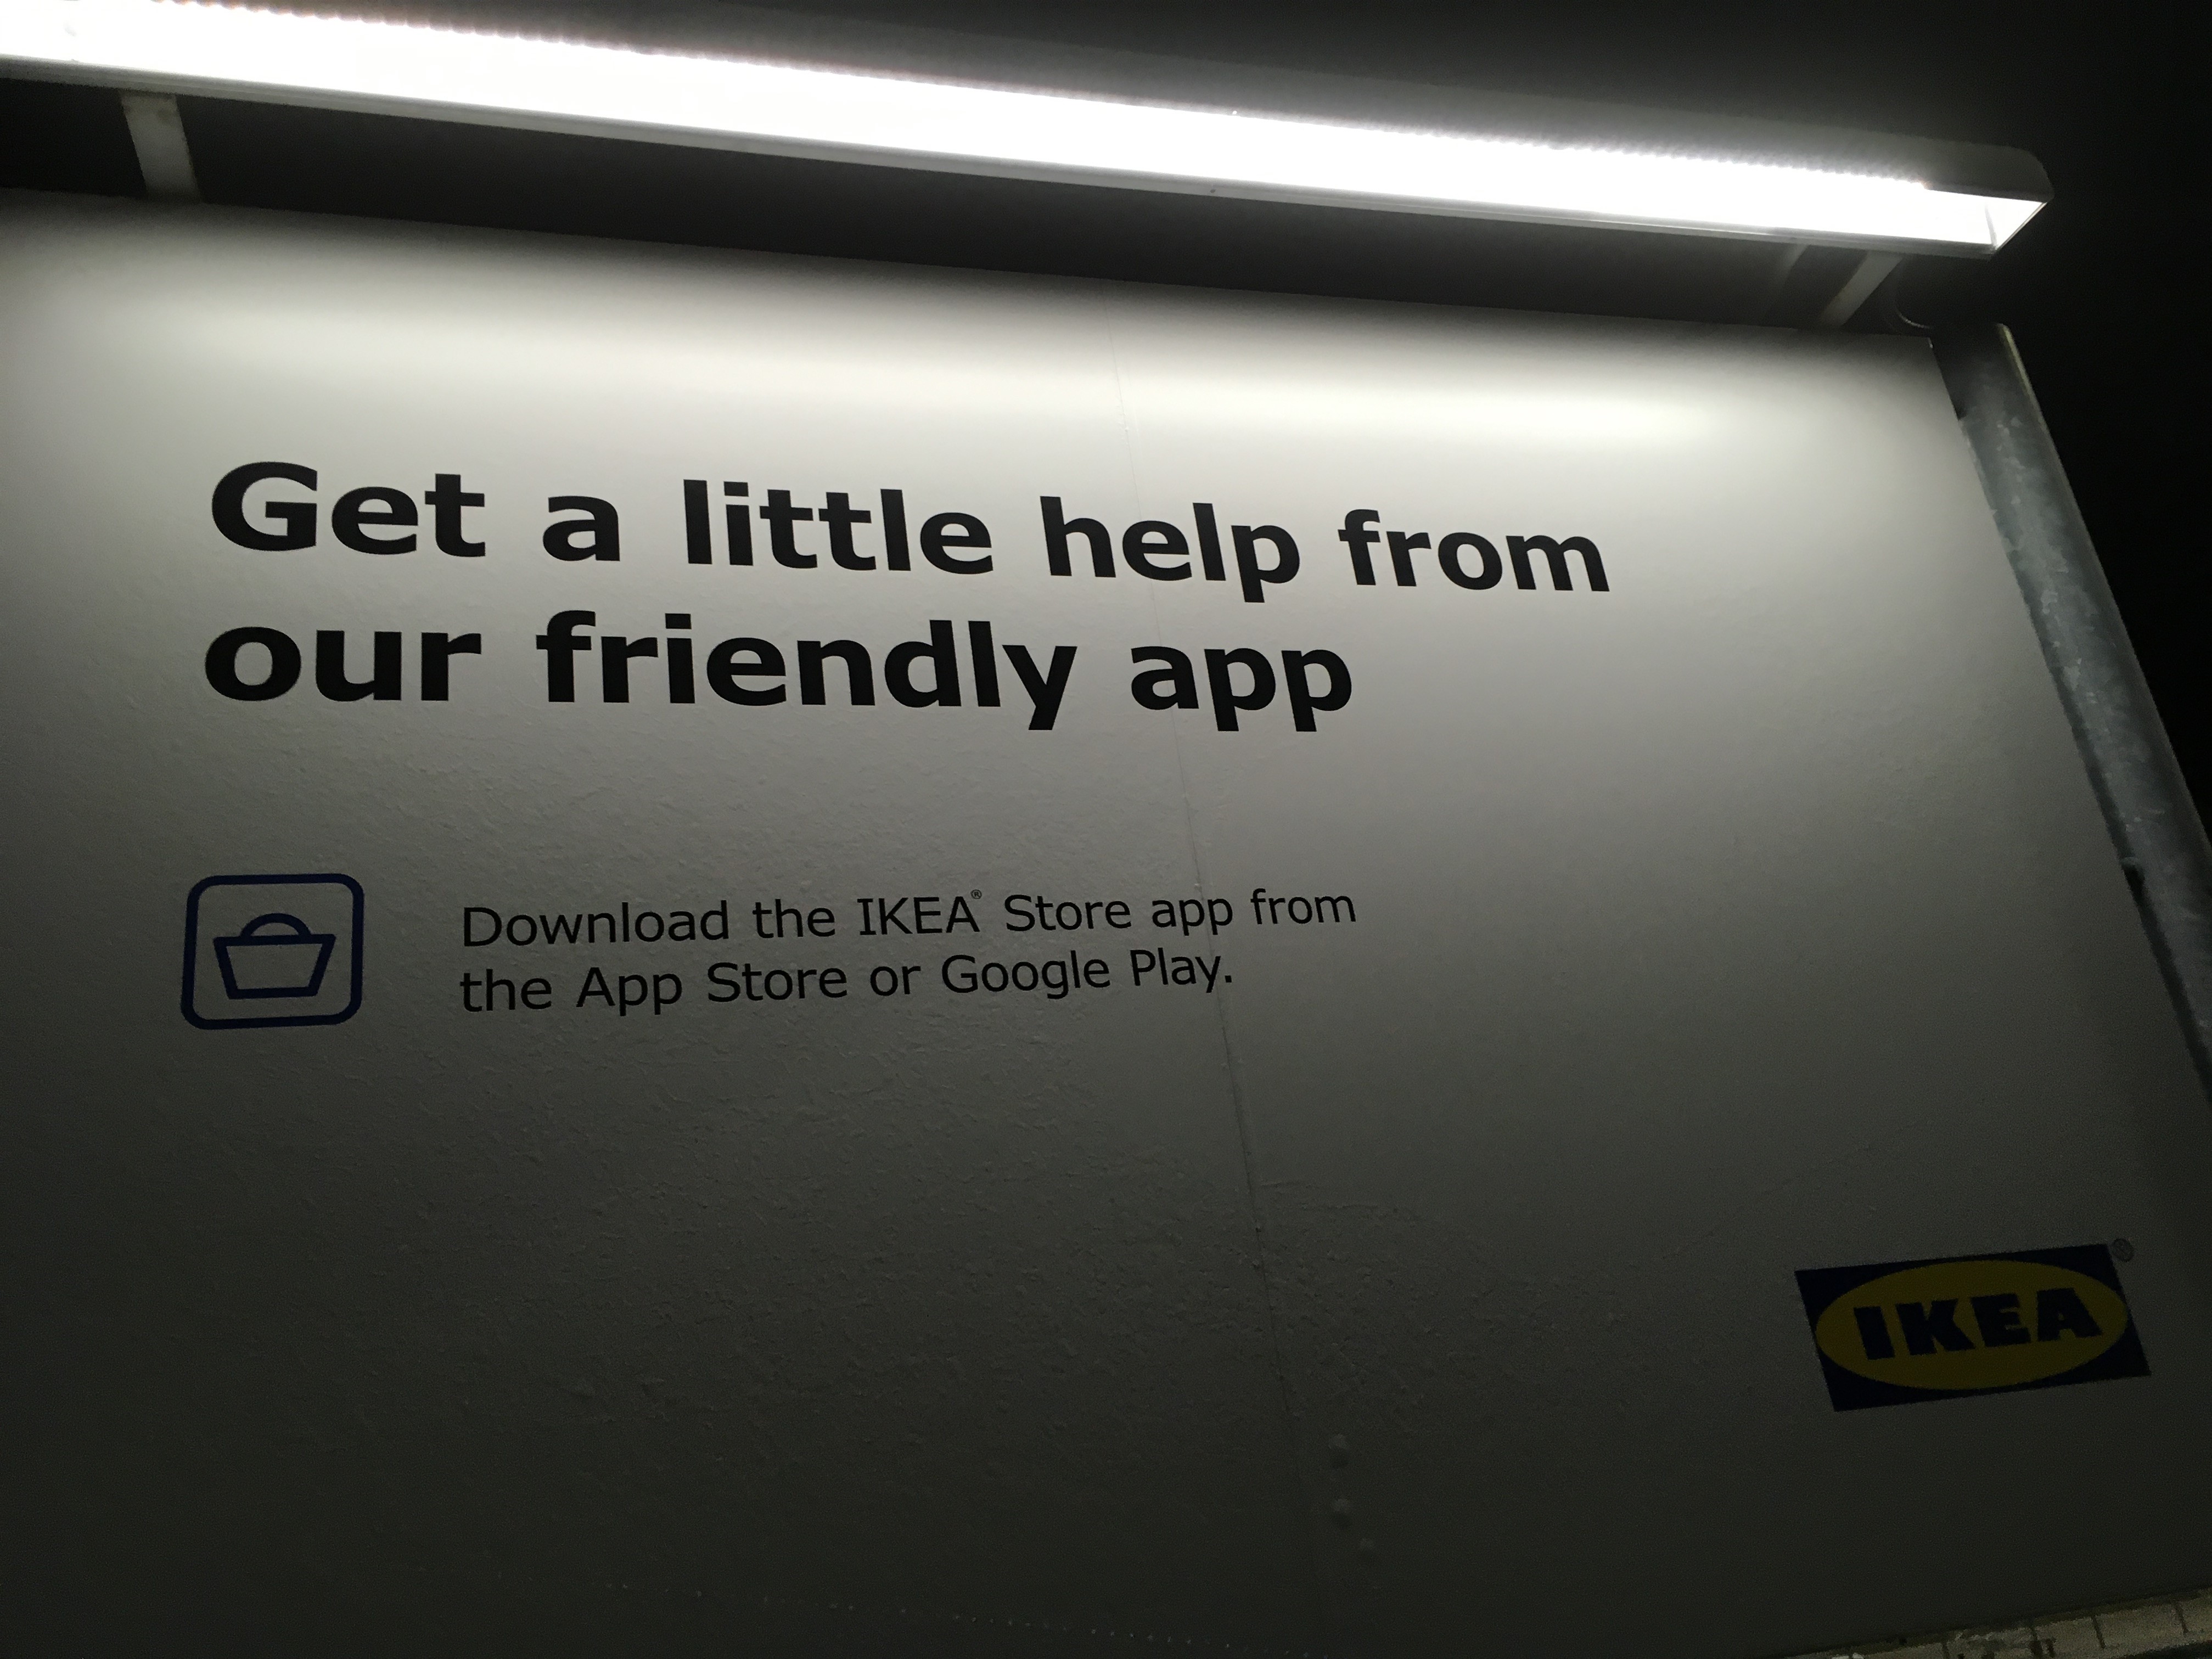 Get a little help from
our friendly app
Download the IKEA® Store app from
the App Store or Google Play.
IKEA®